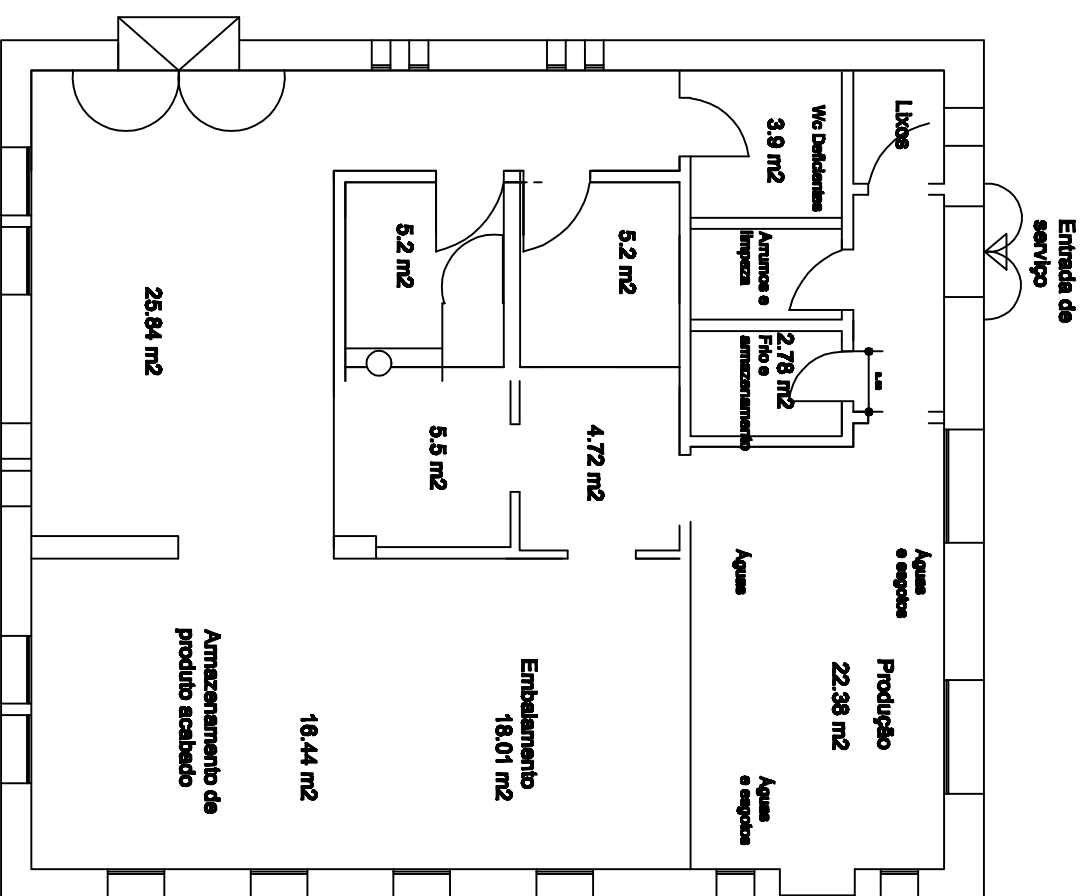 Entrada de
serviço
Lixos
Wc Deficientes
3.9 m2
Arrumos e
limpeza
2.78 m2
Frio e
armazenamento
5.2 m2
5.2 m2
25.84 m2
4.72 m2
5.5 m2
Águas
e esgotos
Águas
Produção
22.38 m2
Embalamento
18.01 m2
16.44 m2
Armazenamento de
produto acabado
Águas
e esgotos